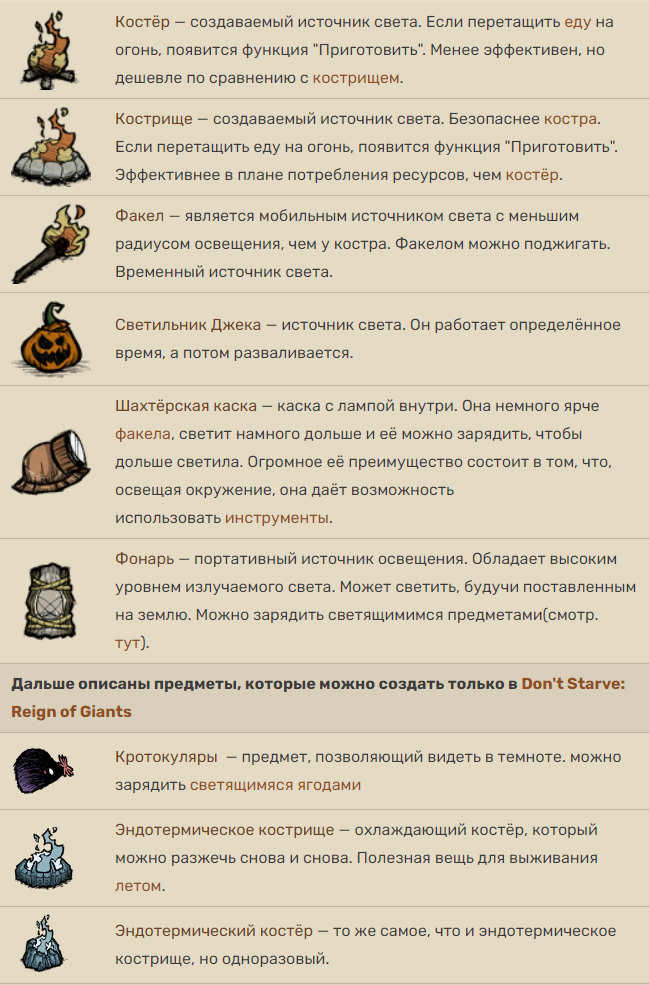 Костёр — создаваемый источник света. Если перетащить еду на
огонь, появится функция "Приготовить". Менее эффективен, но
дешевле по сравнению с кострищем.
Кострище — создаваемый источник света. Безопаснее костра.
Если перетащить еду на огонь, появится функция "Приготовить".
Эффективнее в плане потребления ресурсов, чем костёр.
Факел — является мобильным источником света с меньшим
радиусом освещения, чем у костра. Факелом можно поджигать.
Временный источник света.
Светильник Джека — источник света. Он работает определённое
время, а потом разваливается.
Шахтёрская каска — каска с лампой внутри. Она немного ярче
факела, светит намного дольше и её можно зарядить, чтобы
дольше светила. Огромное её преимущество состоит в том, что,
освещая окружение, она даёт возможность
использовать инструменты.
Фонарь — портативный источник освещения. Обладает высоким
уровнем излучаемого света. Может светить, будучи поставленным
на землю. Можно зарядить светящимимся предметами(смотр.
тут).
Дальше описаны предметы, которые можно создать только в Don't Starve:
Reign of Giants
Кротокуляры — предмет, позволяющий видеть в темноте. можно
зарядить светящимяся ягодами
Эндотермическое кострище — охлаждающий костёр, который
можно разжечь снова и снова. Полезная вещь для выживания
летом.
Эндотермический костёр — то же самое, что и эндотермическое
кострище, но одноразовый.